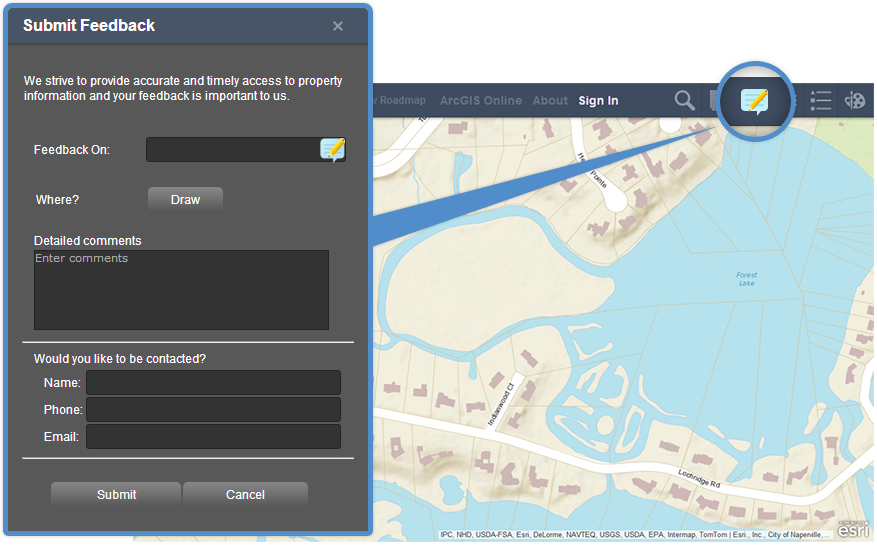 Submit Feedback
We strive to provide accurate and timely access to property
information and your feedback is important to us.
Feedback On:
Where?
Draw
Detailed comments
Enter comments
Would you like to be contacted?
Name:
Phone:
Email:
Submit
Cancel
Roadmap ArcGIS Online About Sign In
Pointe
Forest
Lake
Indianwood Ct
Lochridge Rd
IPC, NHD, USDA-FSA, Esri, DeLorme, NAVTEQ, USGS, USDA, EPA, Intermap, TomTom | Esri., Inc., City of Naperville,...
esri